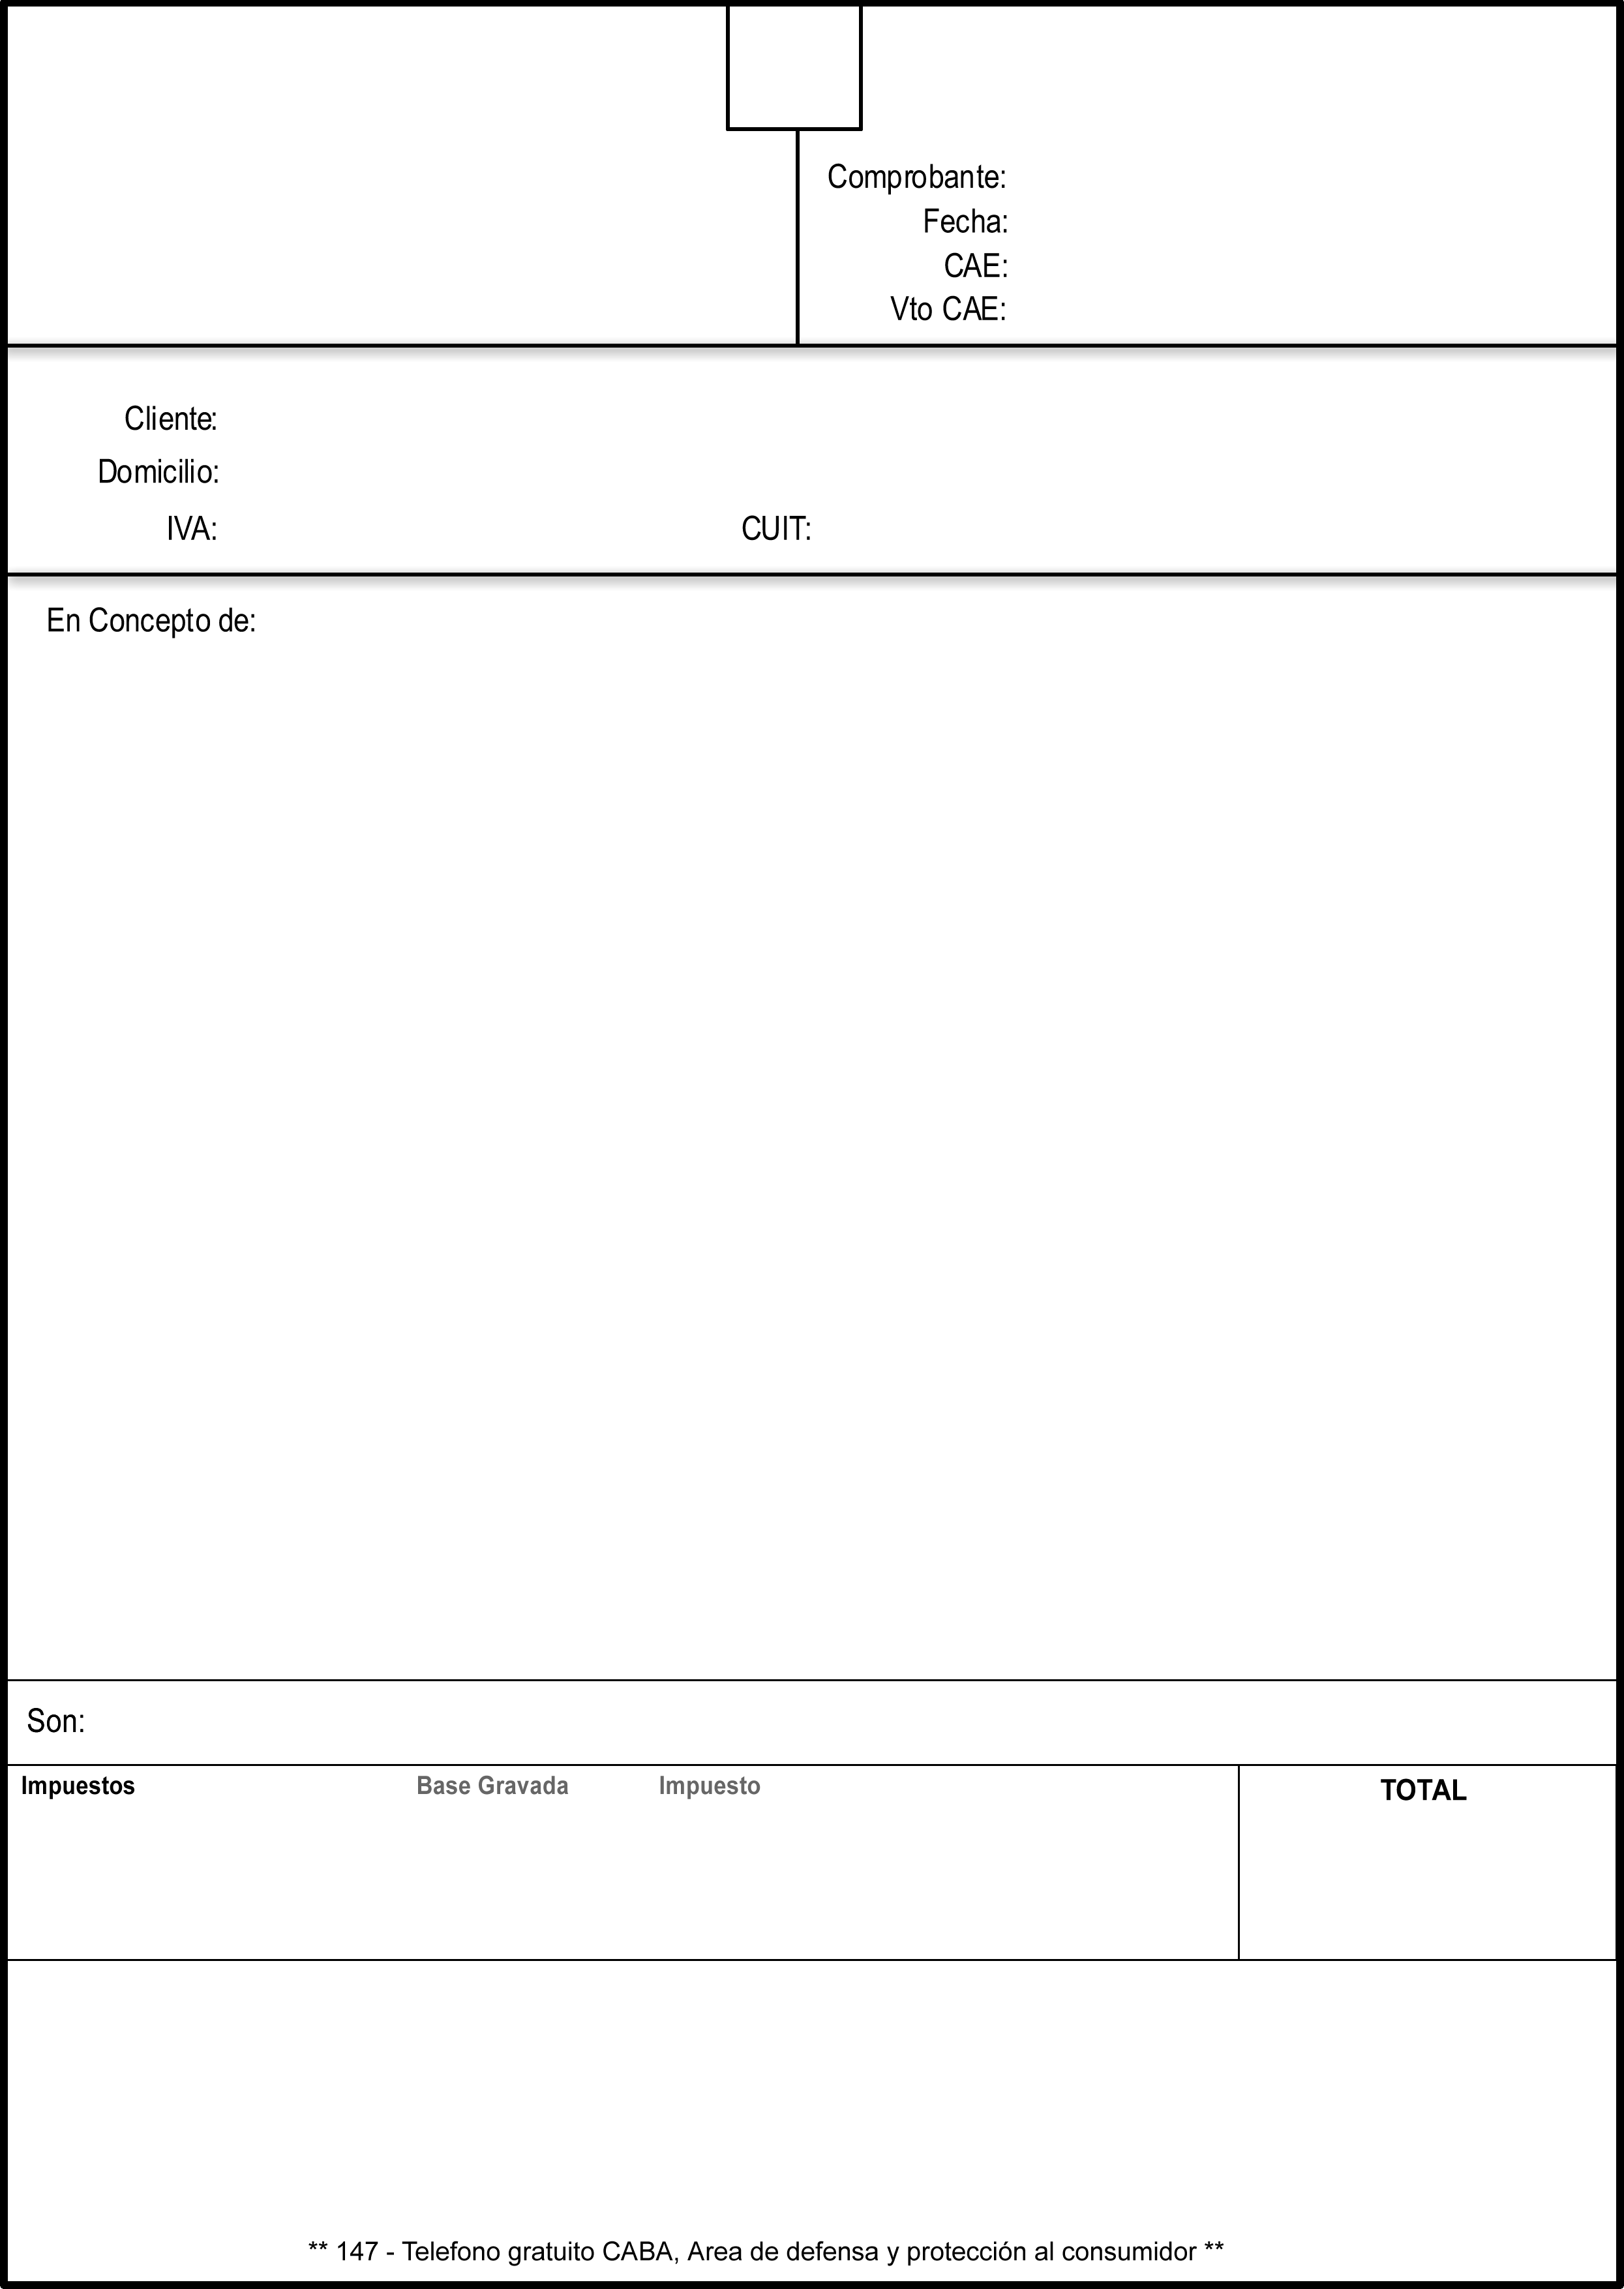 Comprobante:
Fecha:
CAE:
Vto CAE:
Cliente:
Domicilio:
IVA: CUIT:
En Concepto de:
Son:
Impuestos Base Gravada Impuesto TOTAL
** 147 - Telefono gratuito CABA, Area de defensa y protección al consumidor **